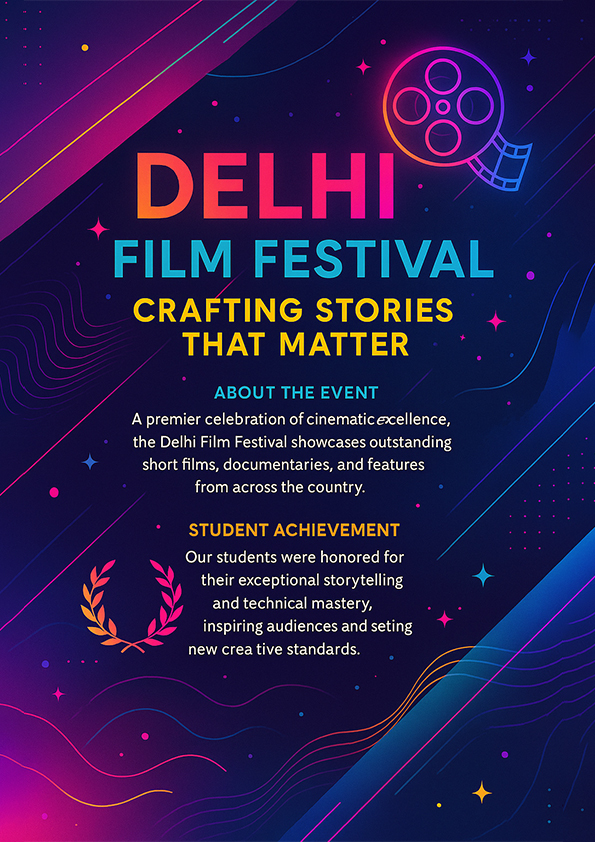 DELHI
FILM FESTIVAL
CRAFTING STORIES
THAT MATTER
ABOUT THE EVENT
A premier celebration of cinematic excellence,
the Delhi Film Festival showcases outstanding
short films, documentaries, and features
from across the country.
STUDENT ACHIEVEMENT
Our students were honored for
their exceptional storytelling
and technical mastery,
inspiring audiences and seting
new crea tive standards.